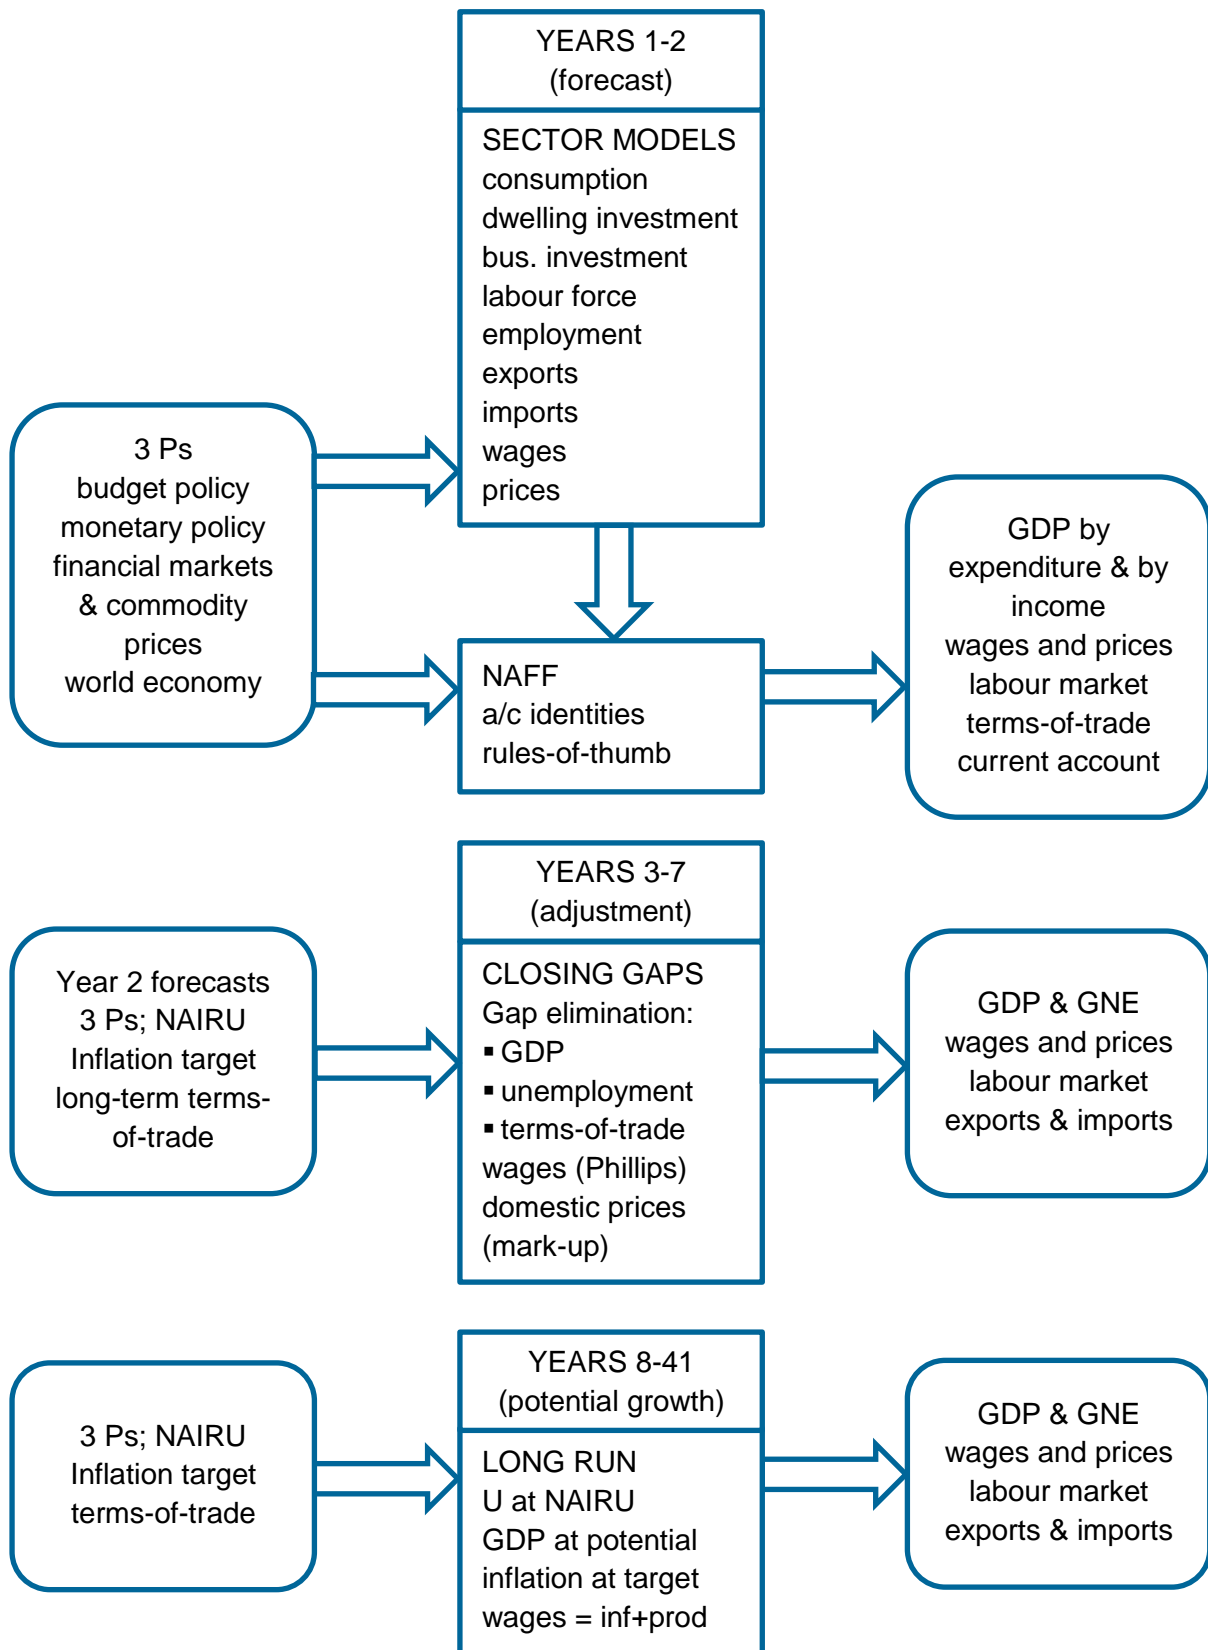 YEARS 1-2
(forecast)
SECTOR MODELS
consumption
dwelling investment
bus. investment
labour force
employment
exports
imports
wages
prices
3 Ps
budget policy
monetary policy
financial markets
& commodity
prices
world economy
NAFF
a/c identities
rules-of-thumb
GDP by
expenditure & by
income
wages and prices
labour market
terms-of-trade
current account
YEARS 3-7
(adjustment)
Year 2 forecasts
3 Ps; NAIRU
Inflation target
long-term terms-
of-trade
CLOSING GAPS
Gap elimination:
▪ GDP
▪ unemployment
▪ terms-of-trade
wages (Phillips)
domestic prices
(mark-up)
GDP & GNE
wages and prices
labour market
exports & imports
YEARS 8-41
(potential growth)
3 Ps; NAIRU
Inflation target
terms-of-trade
LONG RUN
U at NAIRU
GDP at potential
inflation at target
wages = inf+prod
GDP & GNE
wages and prices
labour market
exports & imports